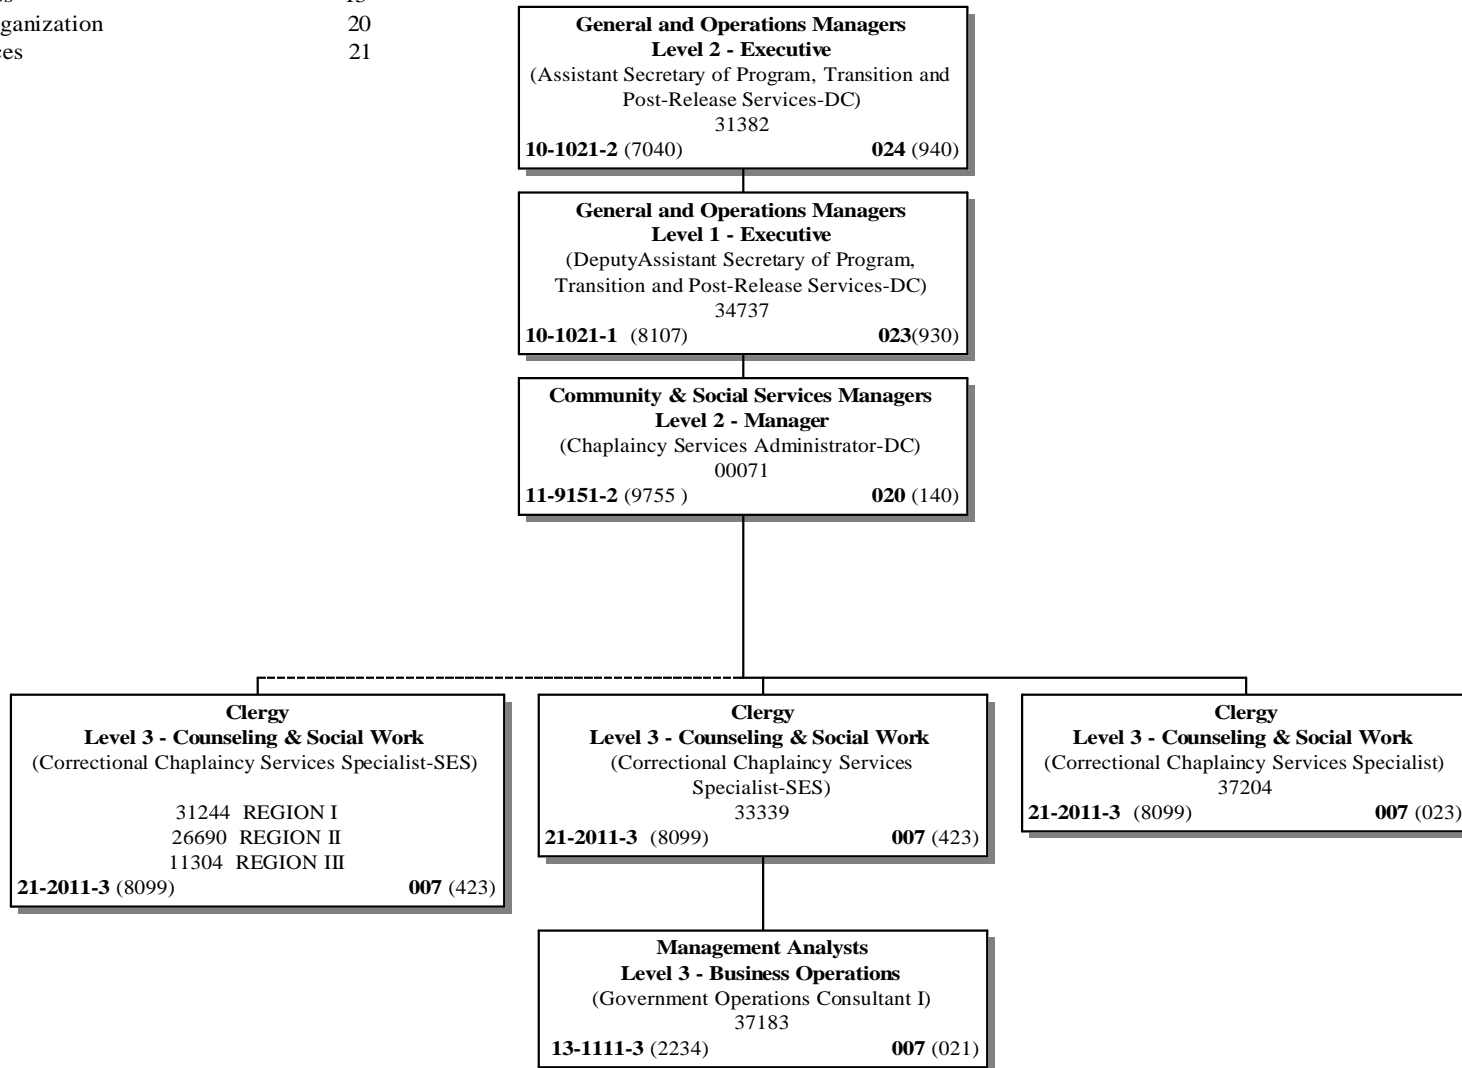 ganization 20
21
General and Operations Managers
Level 2 - Executive
(Assistant Secretary of Program, Transition and
Post-Release Services-DC)
31382
10-1021-2 (7040) 024 (940)
General and Operations Managers
Level 1 - Executive
(DeputyAssistant Secretary of Program,
Transition and Post-Release Services-DC)
34737
10-1021-1 (8107) 023(930)
Community & Social Services Managers
Level 2 - Manager
(Chaplaincy Services Administrator-DC)
00071
11-9151-2 (9755 ) 020 (140)
Clergy
Level 3 - Counseling & Social Work
(Correctional Chaplaincy Services Specialist-SES)
31244 REGION I
26690 REGION II
11304 REGION III
21-2011-3 (8099) 007 (423)
Clergy
Level 3 - Counseling & Social Work
(Correctional Chaplaincy Services
Specialist-SES)
33339
21-2011-3 (8099) 007 (423)
Clergy
Level 3 - Counseling & Social Work
(Correctional Chaplaincy Services Specialist)
37204
21-2011-3 (8099) 007 (023)
Management Analysts
Level 3 - Business Operations
(Government Operations Consultant I)
37183
13-1111-3 (2234) 007 (021)